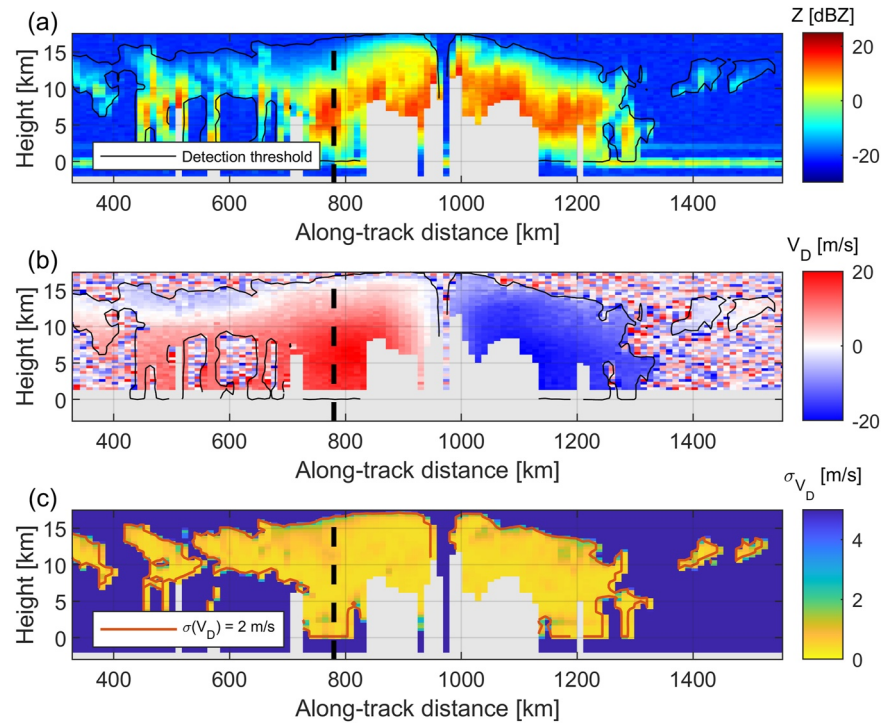 (a)
Z [dBZ]
Height [km]
15
10
5
0
Detection threshold
400 600 800 1000 1200 1400
Along-track distance [km]
20
0
-20
(b)
V_D [m/s]
Height [km]
15
10
5
0
400 600 800 1000 1200 1400
Along-track distance [km]
20
0
-20
(c)
σ_{V_D} [m/s]
Height [km]
15
10
5
0
σ(V_D) = 2 m/s
400 600 800 1000 1200 1400
Along-track distance [km]
4
2
0